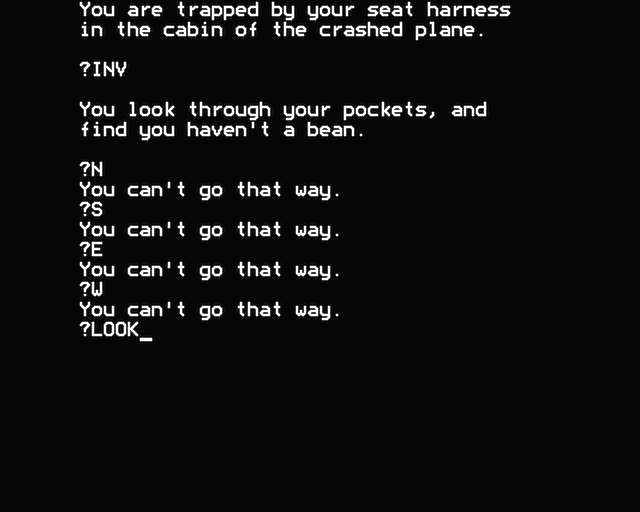 You are trapped by your seat harness
in the cabin of the crashed plane.
?INV
You look through your pockets, and
find you haven't a bean.
?N
You can't go that way.
?S
You can't go that way.
?E
You can't go that way.
?W
You can't go that way.
?LOOK_